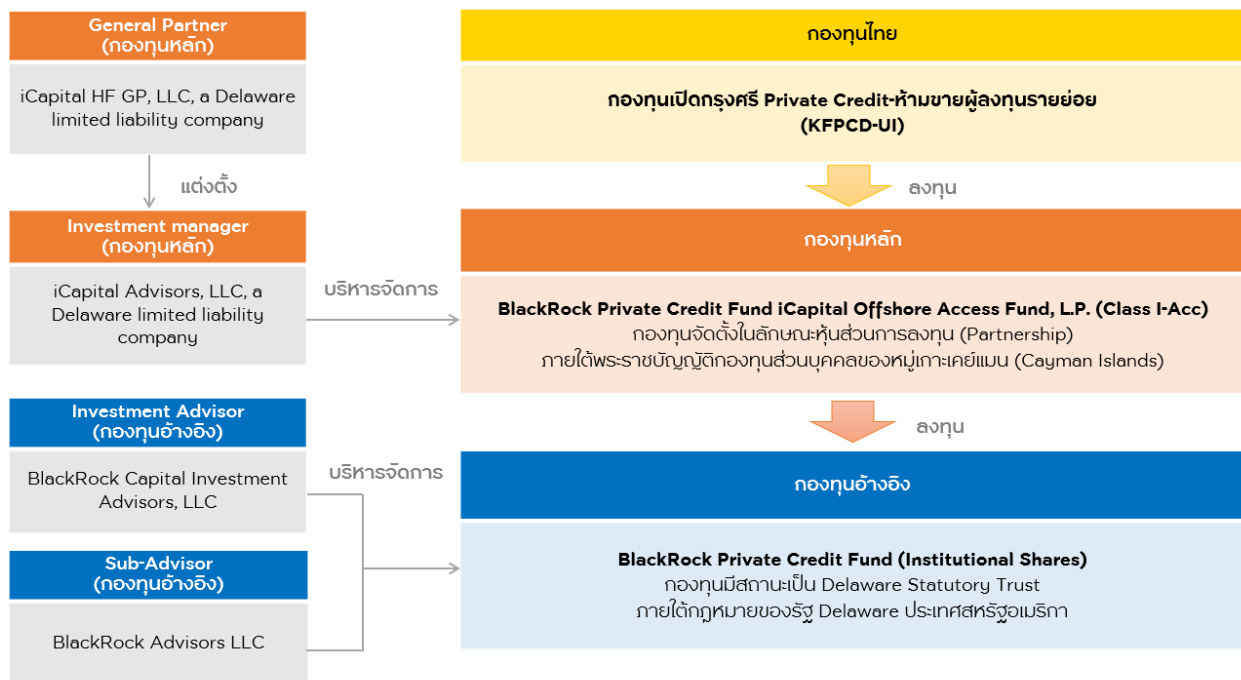 General Partner
(กองทุนหลัก)
iCapital HF GP, LLC, a Delaware
limited liability company
แต่งตั้ง
Investment manager
(กองทุนหลัก)
iCapital Advisors, LLC, a
Delaware limited liability
company
บริหารจัดการ
Investment Advisor
(กองทุนอ้างอิง)
BlackRock Capital Investment
Advisors, LLC
บริหารจัดการ
Sub-Advisor
(กองทุนอ้างอิง)
BlackRock Advisors LLC
กองทุนไทย
กองทุนเปิดกรุงศรี Private Credit-ห้ามขายผู้ลงทุนรายย่อย
(KFPCD-UI)
ลงทุน
กองทุนหลัก
BlackRock Private Credit Fund iCapital Offshore Access Fund, L.P. (Class I-Acc)
กองทุนจัดตั้งในลักษณะหุ้นส่วนการลงทุน (Partnership)
ภายใต้พระราชบัญญัติกองทุนส่วนบุคคลของหมู่เกาะเคย์แมน (Cayman Islands)
ลงทุน
กองทุนอ้างอิง
BlackRock Private Credit Fund (Institutional Shares)
กองทุนมีสถานะเป็น Delaware Statutory Trust
ภายใต้กฎหมายของรัฐ Delaware ประเทศสหรัฐอเมริกา